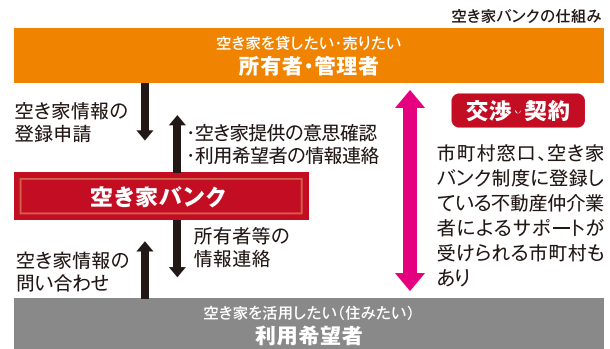 空き家バンクの仕組み
空き家を貸したい・売りたい
所有者・管理者
空き家情報の
登録申請
・空き家提供の意思確認
・利用希望者の情報連絡
交渉・契約
市町村窓口、空き家
バンク制度に登録し
ている不動産仲介業
者によるサポートが
受けられる市町村も
あり
空き家バンク
所有者等の
情報連絡
空き家情報の
問い合わせ
空き家を活用したい(住みたい)
利用希望者